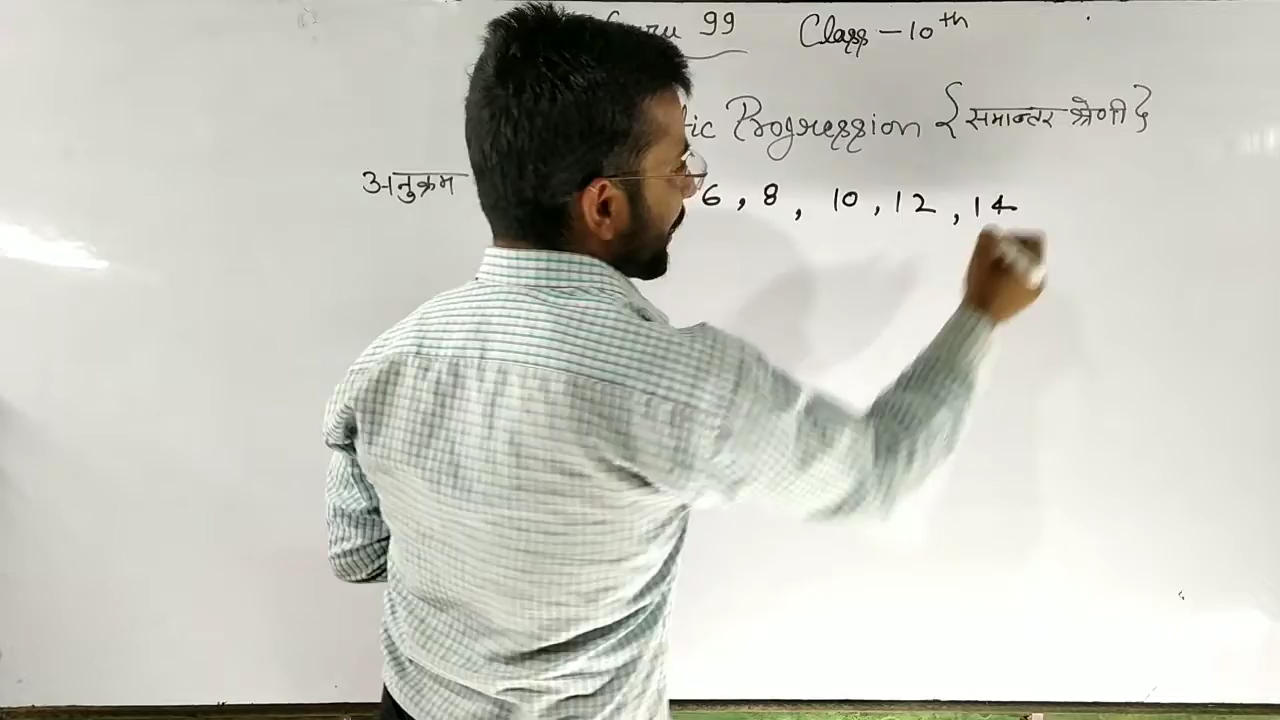 99 Class - 10th
Progression {समान्तर श्रेणी}
अनुक्रम 6, 8, 10, 12, 14